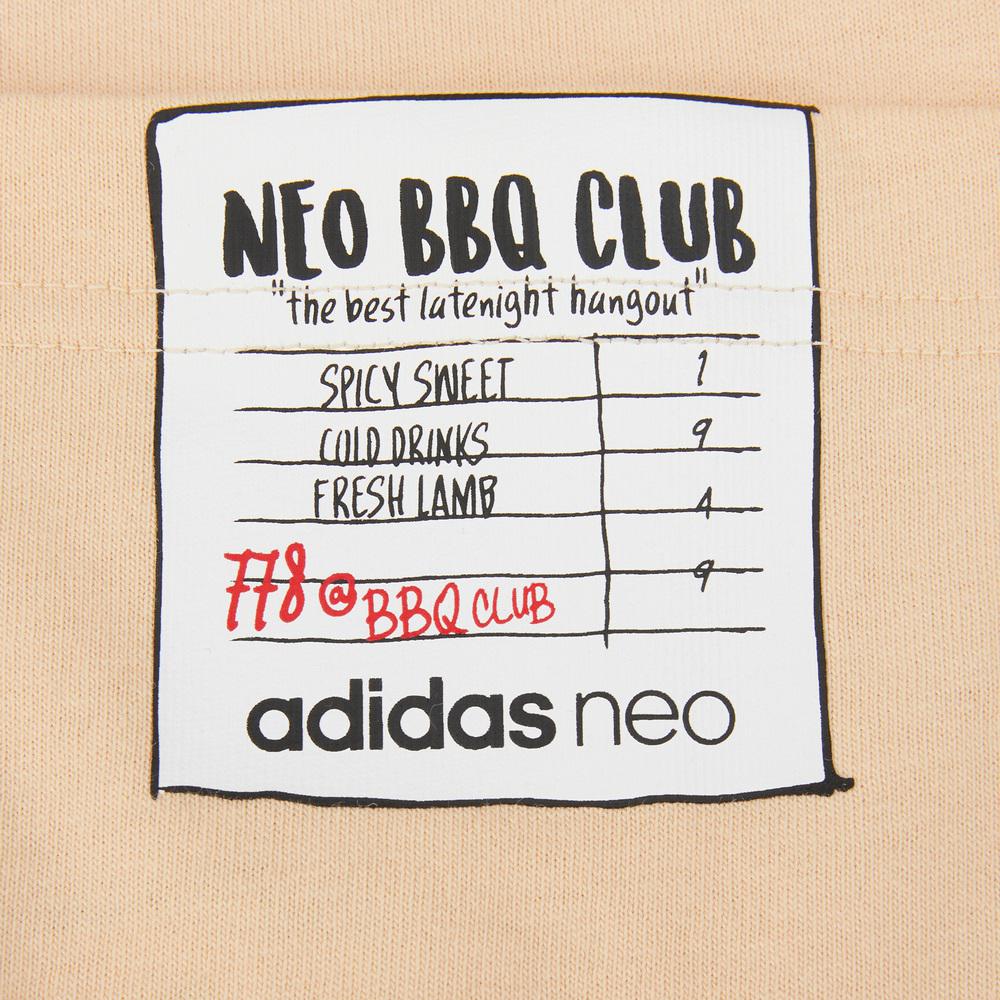 NEO BBQ CLUB
"the best latenight hangout"
SPICY SWEET 1
COLD DRINKS 9
FRESH LAMB 4
9
778@BBQ CLUB
adidas neo